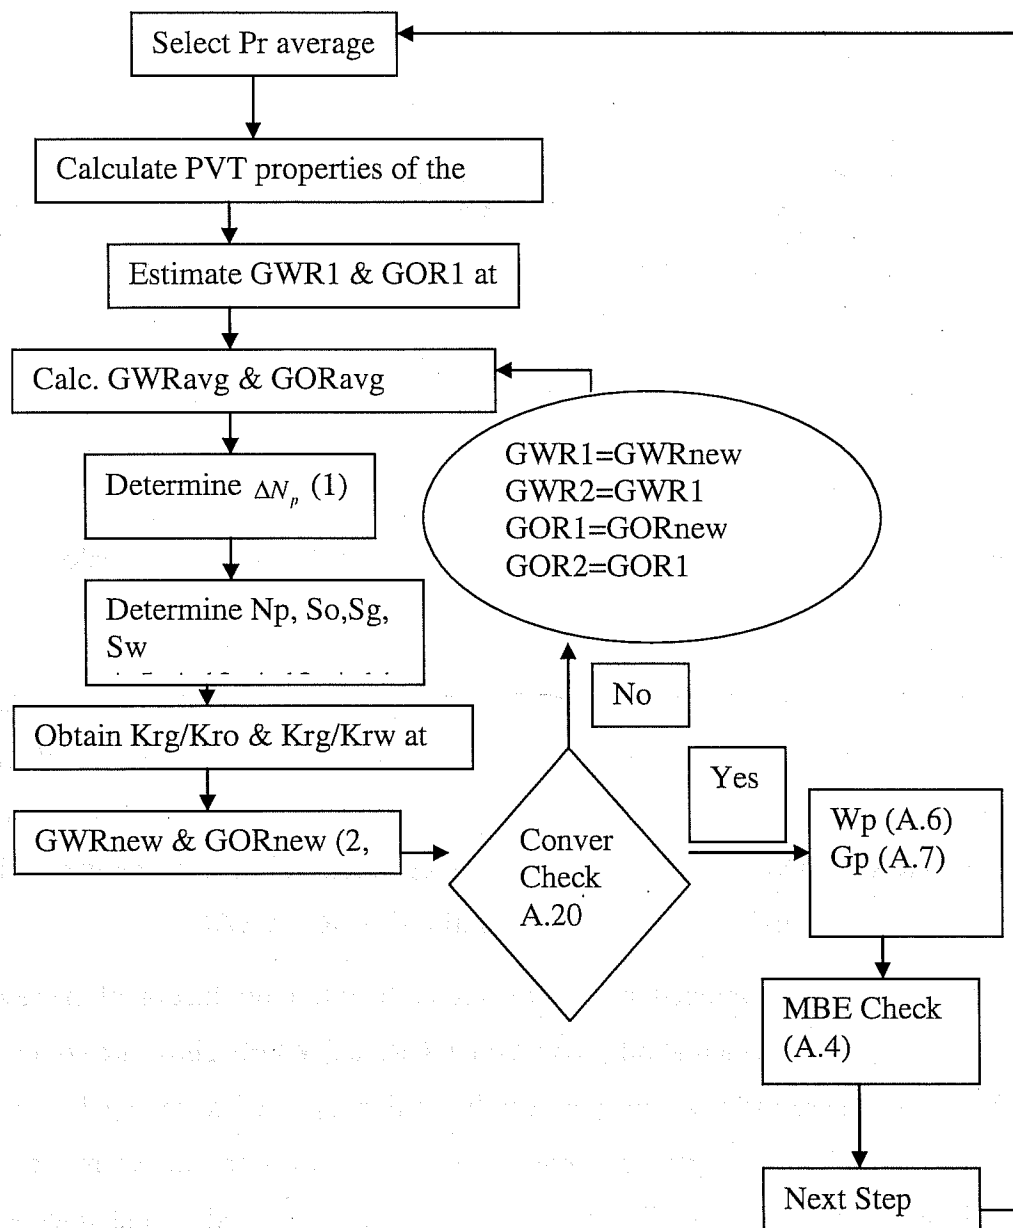 Select Pr average
Calculate PVT properties of the
Estimate GWR1 & GOR1 at
Calc. GWRavg & GORavg
Determine ΔNp (1)
Determine Np, So,Sg,
Sw
Obtain Krg/Kro & Krg/Krw at
GWRnew & GORnew (2,
GWR1=GWRnew
GWR2=GWR1
GOR1=GORnew
GOR2=GOR1
No
Conver
Check
A.20
Yes
Wp (A.6)
Gp (A.7)
MBE Check
(A.4)
Next Step